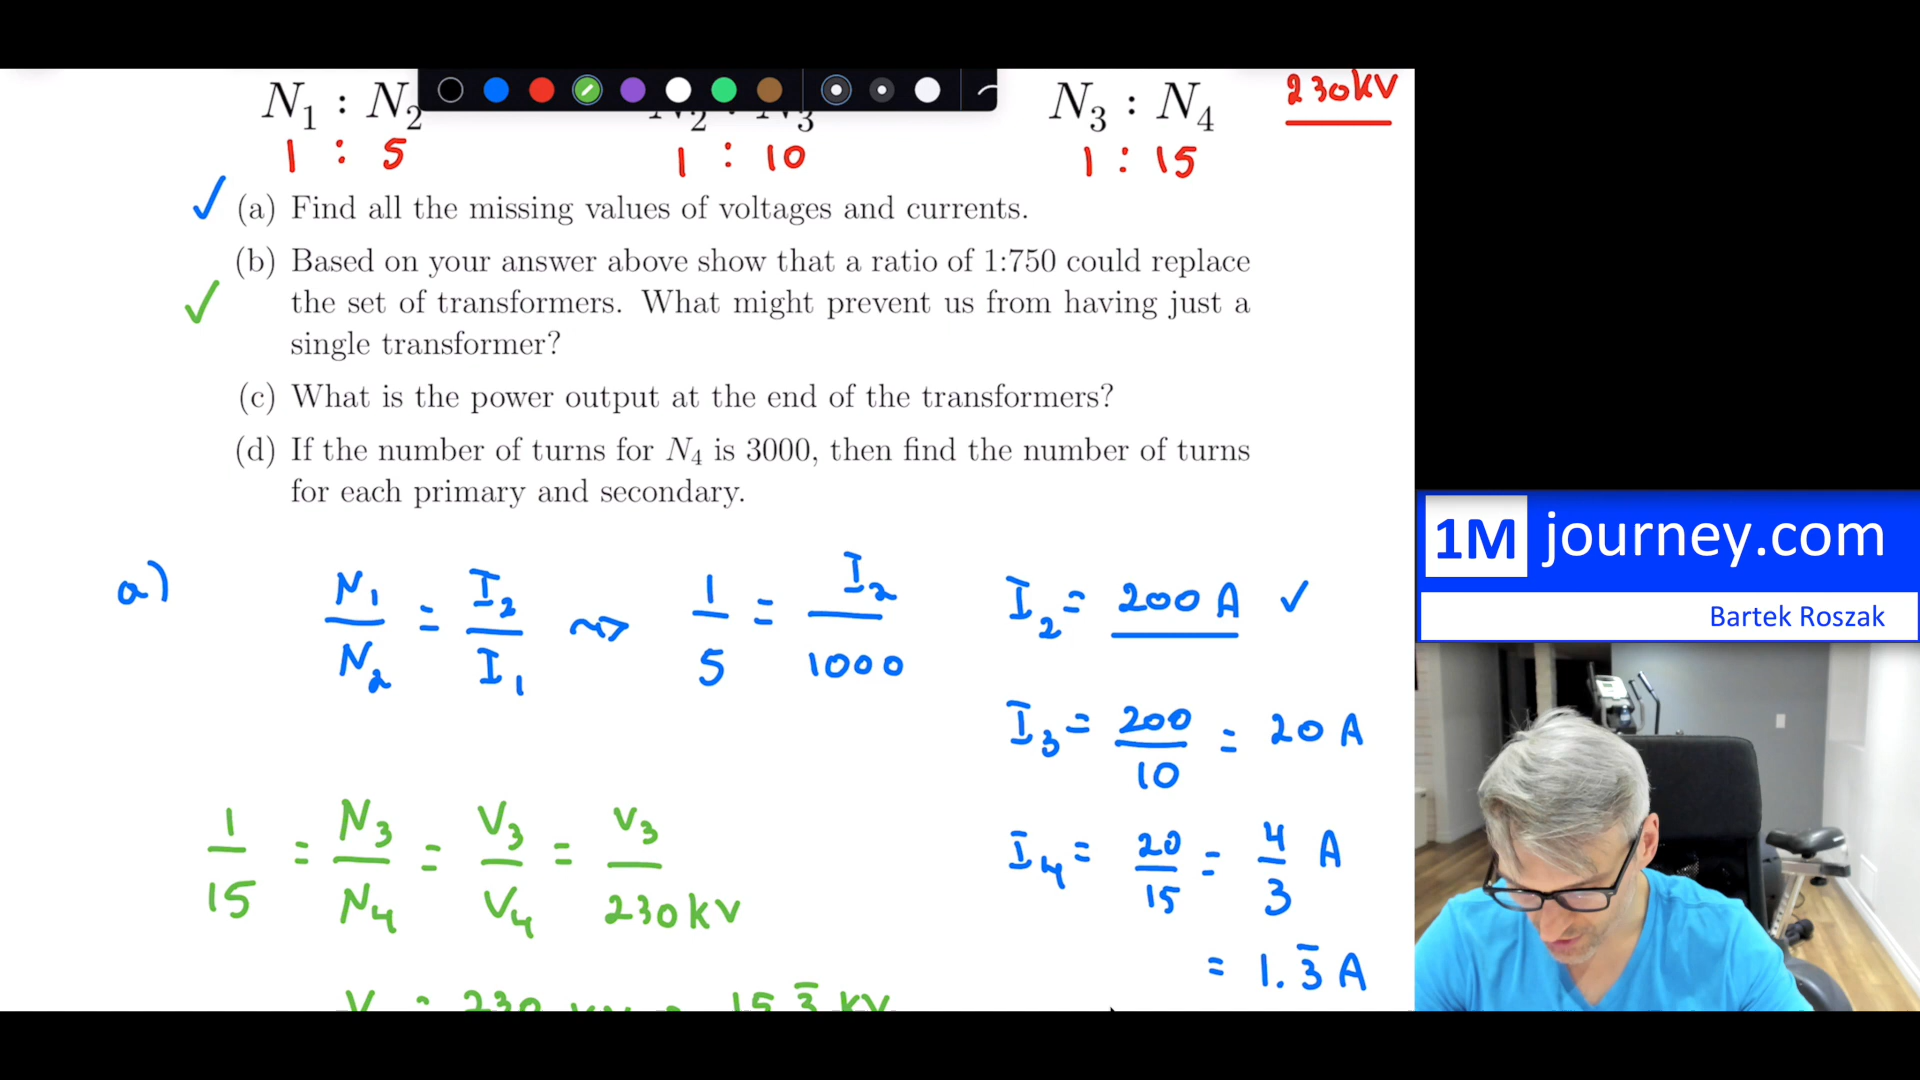 N₁ : N₂
N₂ : N₃
N₃ : N₄
230kV
1 : 5
1 : 10
1 : 15
(a) Find all the missing values of voltages and currents.
(b) Based on your answer above show that a ratio of 1:750 could replace
the set of transformers. What might prevent us from having just a
single transformer?
(c) What is the power output at the end of the transformers?
(d) If the number of turns for N₄ is 3000, then find the number of turns
for each primary and secondary.
a) N₁/N₂ = I₂/I₁ ⇝ 1/5 = I₂/1000
I₂ = 200 A ✓
I₃ = 200/10 = 20 A
I₄ = 20/15 = 4/3 A
= 1.3̅ A
1/15 = N₃/N₄ = V₃/V₄ = V₃/230kV
1M journey.com
Bartek Roszak